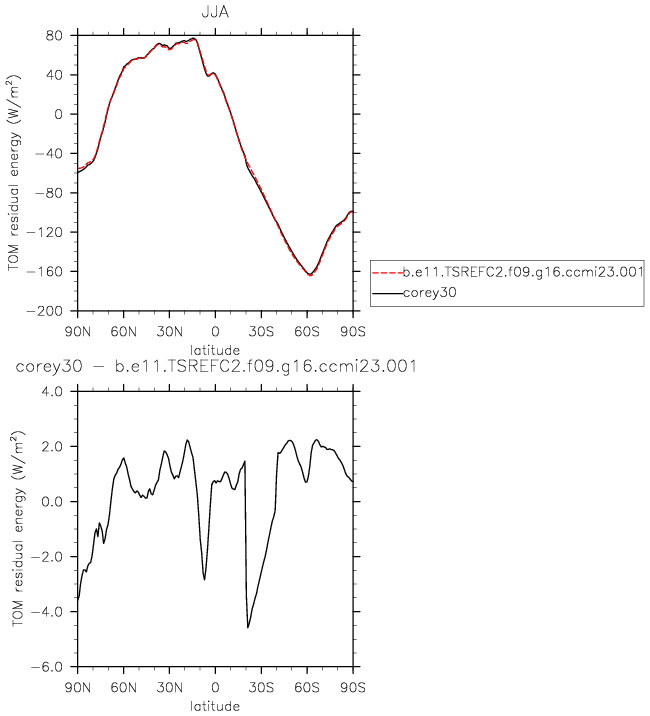 JJA
TOM residual energy (W/m²)
80
40
0
−40
−80
−120
−160
−200
90N 60N 30N 0 30S 60S 90S
latitude
b.e11.TSREFC2.f09.g16.ccmi23.001
corey30
corey30 − b.e11.TSREFC2.f09.g16.ccmi23.001
TOM residual energy (W/m²)
4.0
2.0
0.0
−2.0
−4.0
−6.0
90N 60N 30N 0 30S 60S 90S
latitude